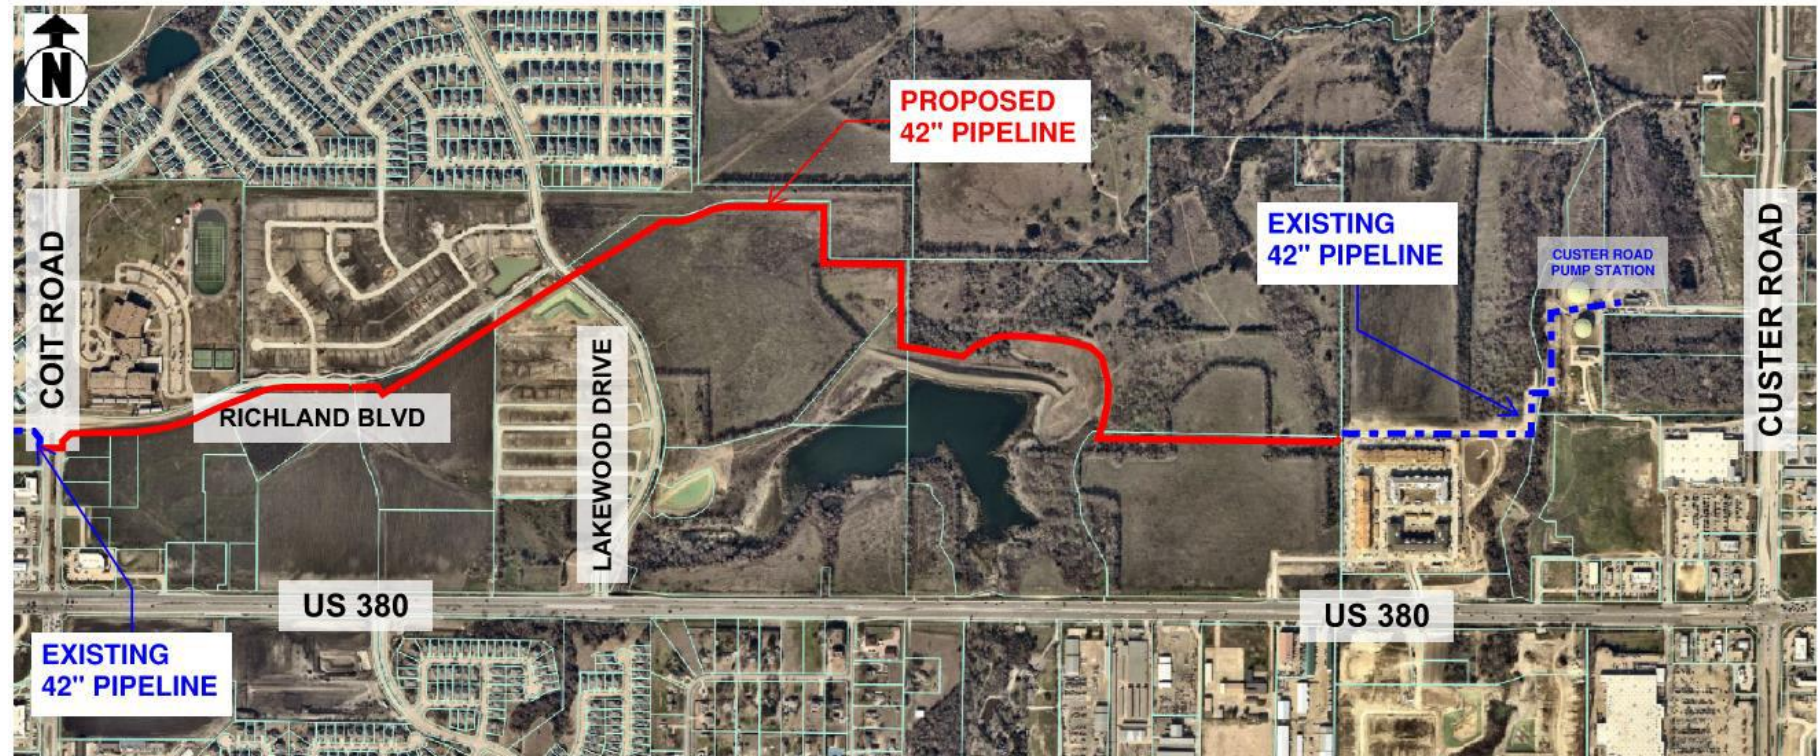 N
PROPOSED
42" PIPELINE
EXISTING
42" PIPELINE
CUSTER ROAD
PUMP STATION
COIT ROAD
CUSTER ROAD
LAKEWOOD DRIVE
RICHLAND BLVD
US 380
US 380
EXISTING
42" PIPELINE